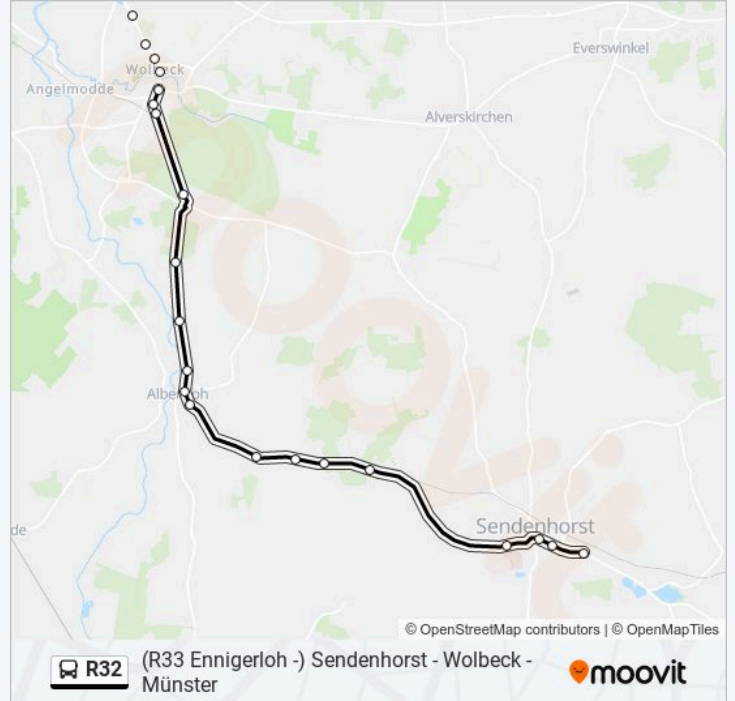 Everswinkel
Wolbeck
Angelmodde
Alverskirchen
Albersloh
Sendenhorst
de
© OpenStreetMap contributors | © OpenMapTiles
R32
(R33 Ennigerloh -) Sendenhorst - Wolbeck -
Münster
moovit